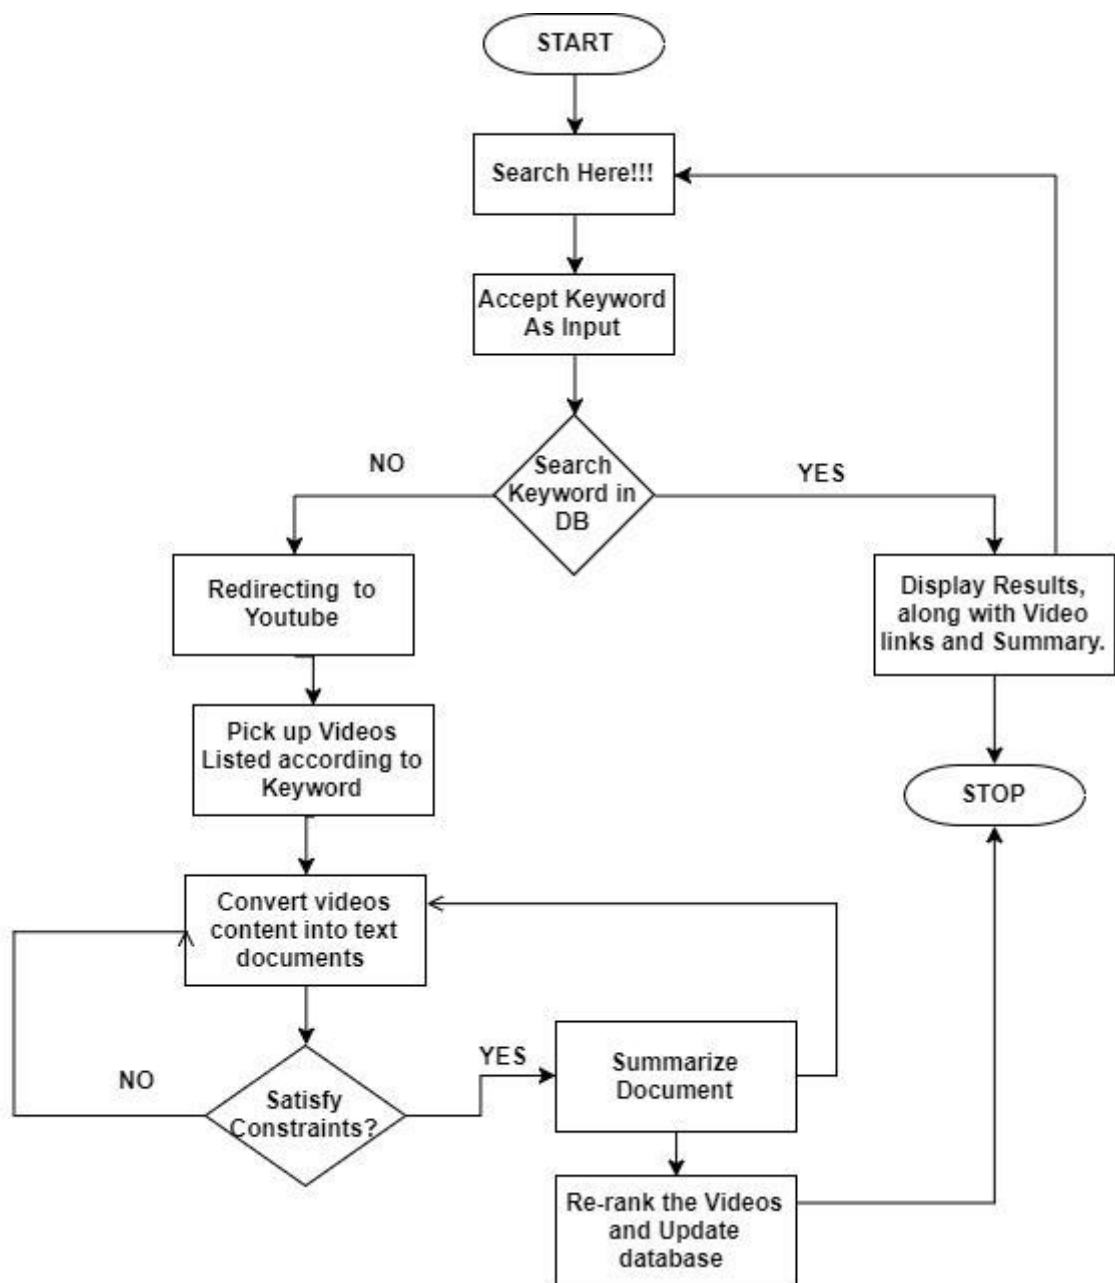 START
Search Here!!!
Accept Keyword
As Input
NO
Search
Keyword in
DB
YES
Redirecting to
Youtube
Display Results,
along with Video
links and Summary.
Pick up Videos
Listed according to
Keyword
STOP
Convert videos
content into text
documents
NO
Satisfy
Constraints?
YES
Summarize
Document
Re-rank the Videos
and Update
database